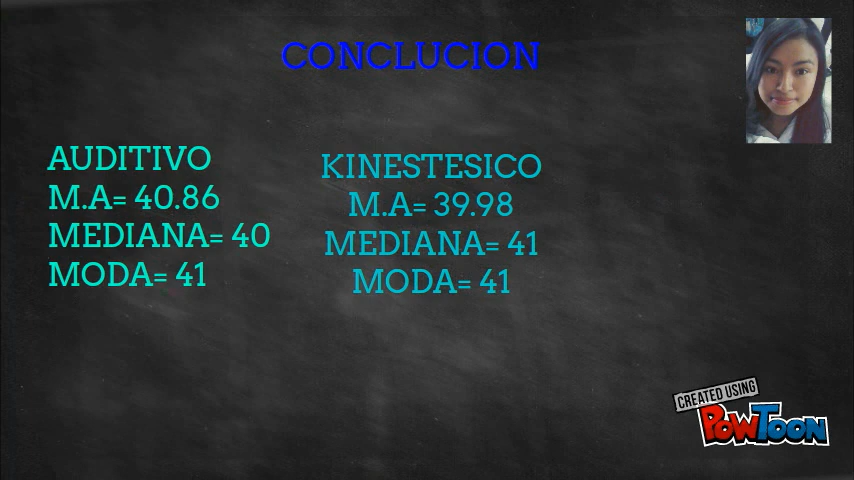 CONCLUCION
AUDITIVO
M.A= 40.86
MEDIANA= 40
MODA= 41
KINESTESICO
M.A= 39.98
MEDIANA= 41
MODA= 41
CREATED USING
POWTOON